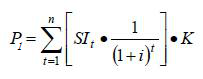 P_1 = \sum_{t=1}^{n} \left[ SI_t \bullet \frac{1}{(1+i)^t} \right] \bullet K